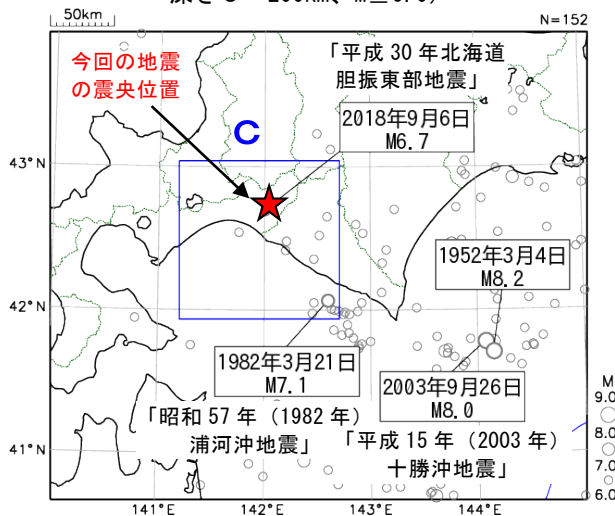 50km
N=152
今回の地震
の震央位置
「平成 30 年北海道
胆振東部地震」
2018年9月6日
M6.7
C
43°N
1952年3月4日
M8.2
42°N
1982年3月21日
M7.1
2003年9月26日
M8.0
「昭和 57 年（1982 年）
浦河沖地震」
「平成 15 年（2003 年）
十勝沖地震」
41°N
M
9.0
8.0
7.0
6.0
141°E
142°E
143°E
144°E